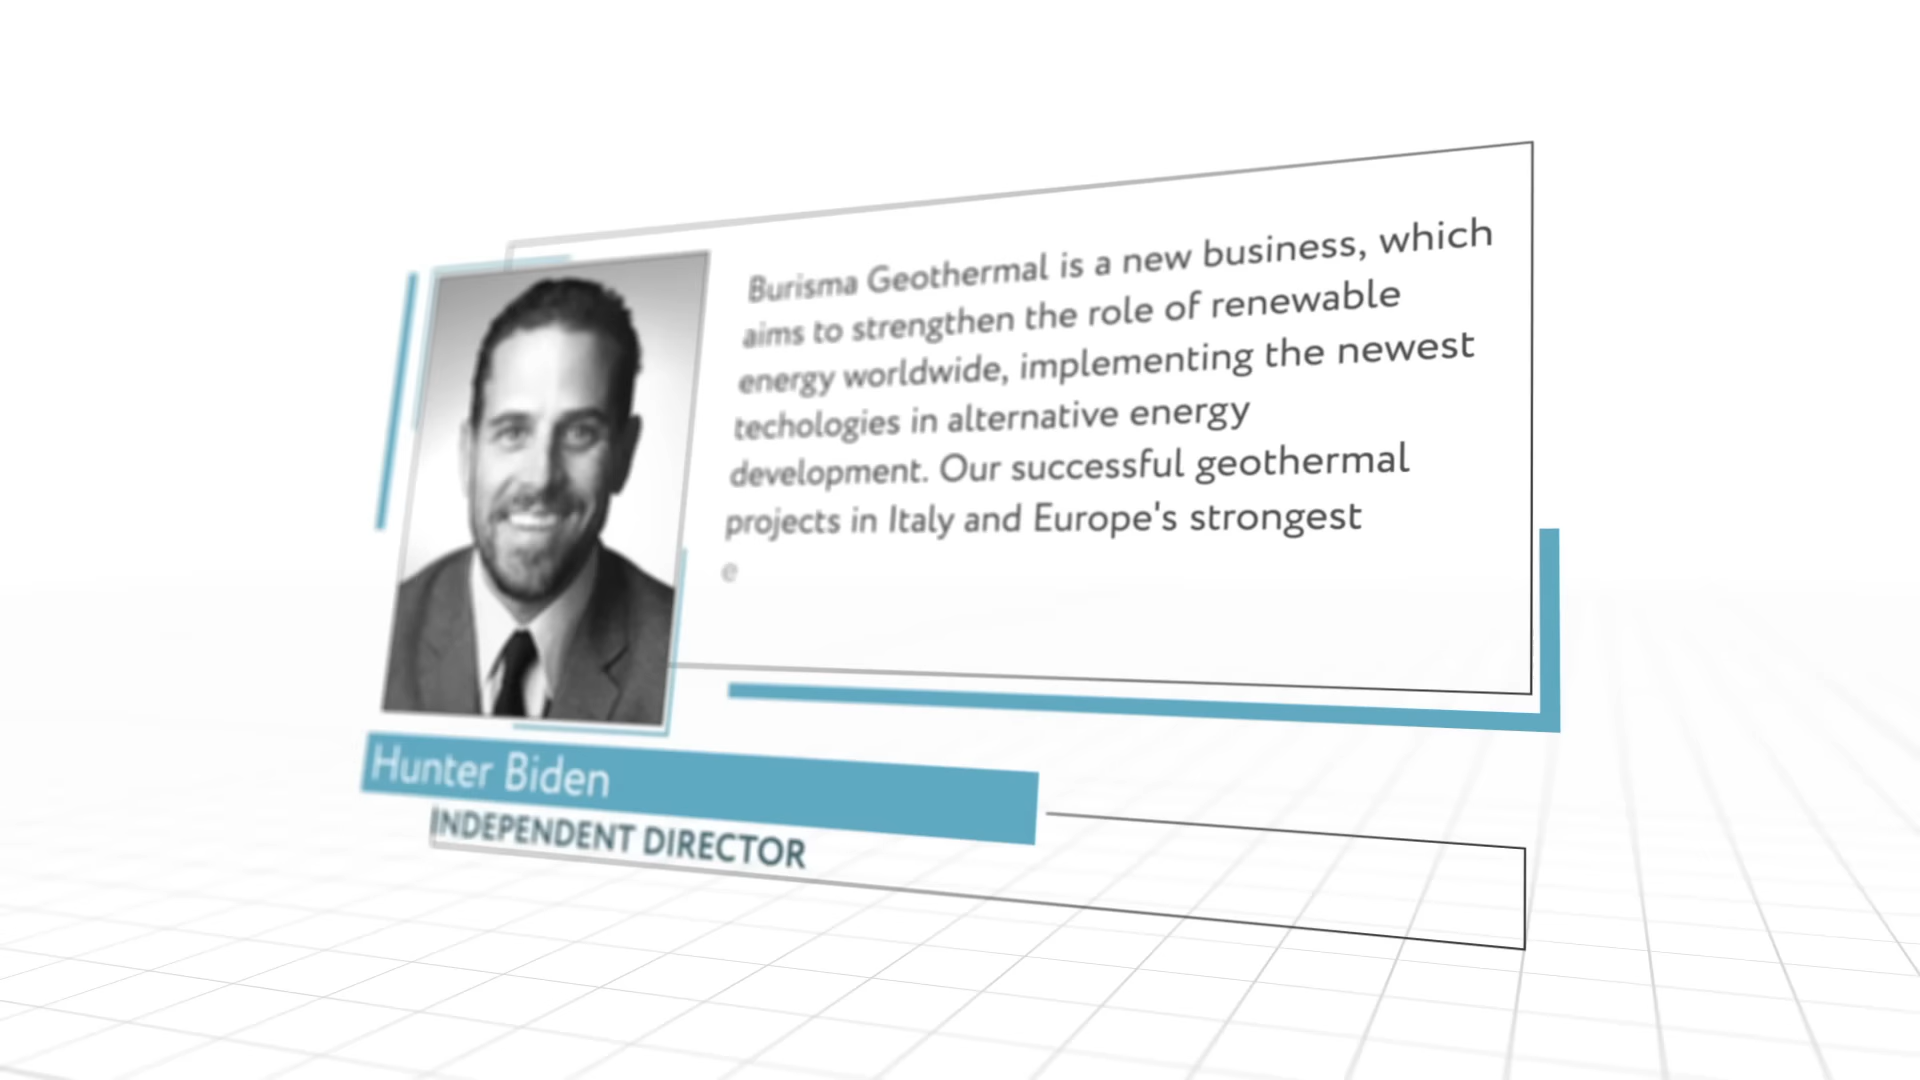 Burisma Geothermal is a new business, which
aims to strengthen the role of renewable
energy worldwide, implementing the newest
techologies in alternative energy
development. Our successful geothermal
projects in Italy and Europe's strongest
e
Hunter Biden
INDEPENDENT DIRECTOR